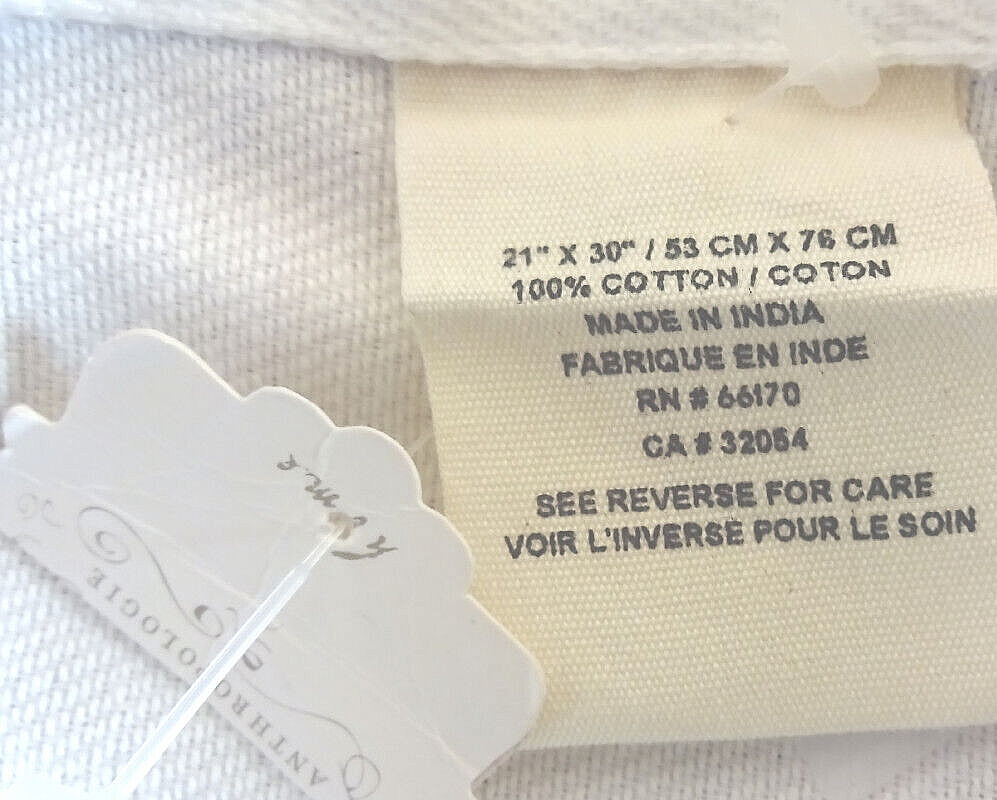 21" X 30" / 53 CM X 76 CM
100% COTTON / COTON
MADE IN INDIA
FABRIQUE EN INDE
RN # 66170
CA # 32054
SEE REVERSE FOR CARE
VOIR L'INVERSE POUR LE SOIN
ANTHROPOLOGIE